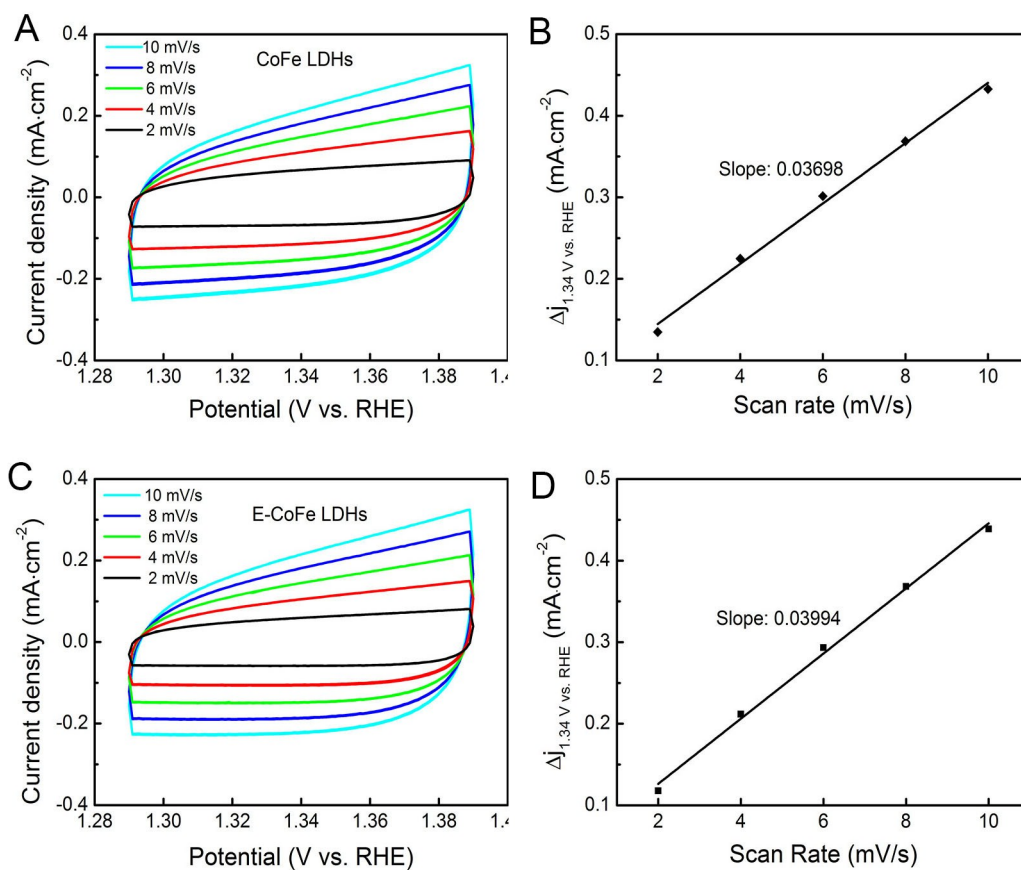 A
0.4
0.2
0.0
-0.2
-0.4
10 mV/s
8 mV/s
6 mV/s
4 mV/s
2 mV/s
CoFe LDHs
1.28 1.30 1.32 1.34 1.36 1.38 1.4
Current density (mA·cm-2)
Potential (V vs. RHE)
B
0.5
0.4
0.3
0.2
0.1
Slope: 0.03698
2 4 6 8 10
Δj1.34 V vs. RHE (mA·cm-2)
Scan rate (mV/s)
C
0.4
0.2
0.0
-0.2
-0.4
10 mV/s
8 mV/s
6 mV/s
4 mV/s
2 mV/s
E-CoFe LDHs
1.28 1.30 1.32 1.34 1.36 1.38 1.4
Current density (mA·cm-2)
Potential (V vs. RHE)
D
0.5
0.4
0.3
0.2
0.1
Slope: 0.03994
2 4 6 8 10
Δj1.34 V vs. RHE (mA·cm-2)
Scan Rate (mV/s)